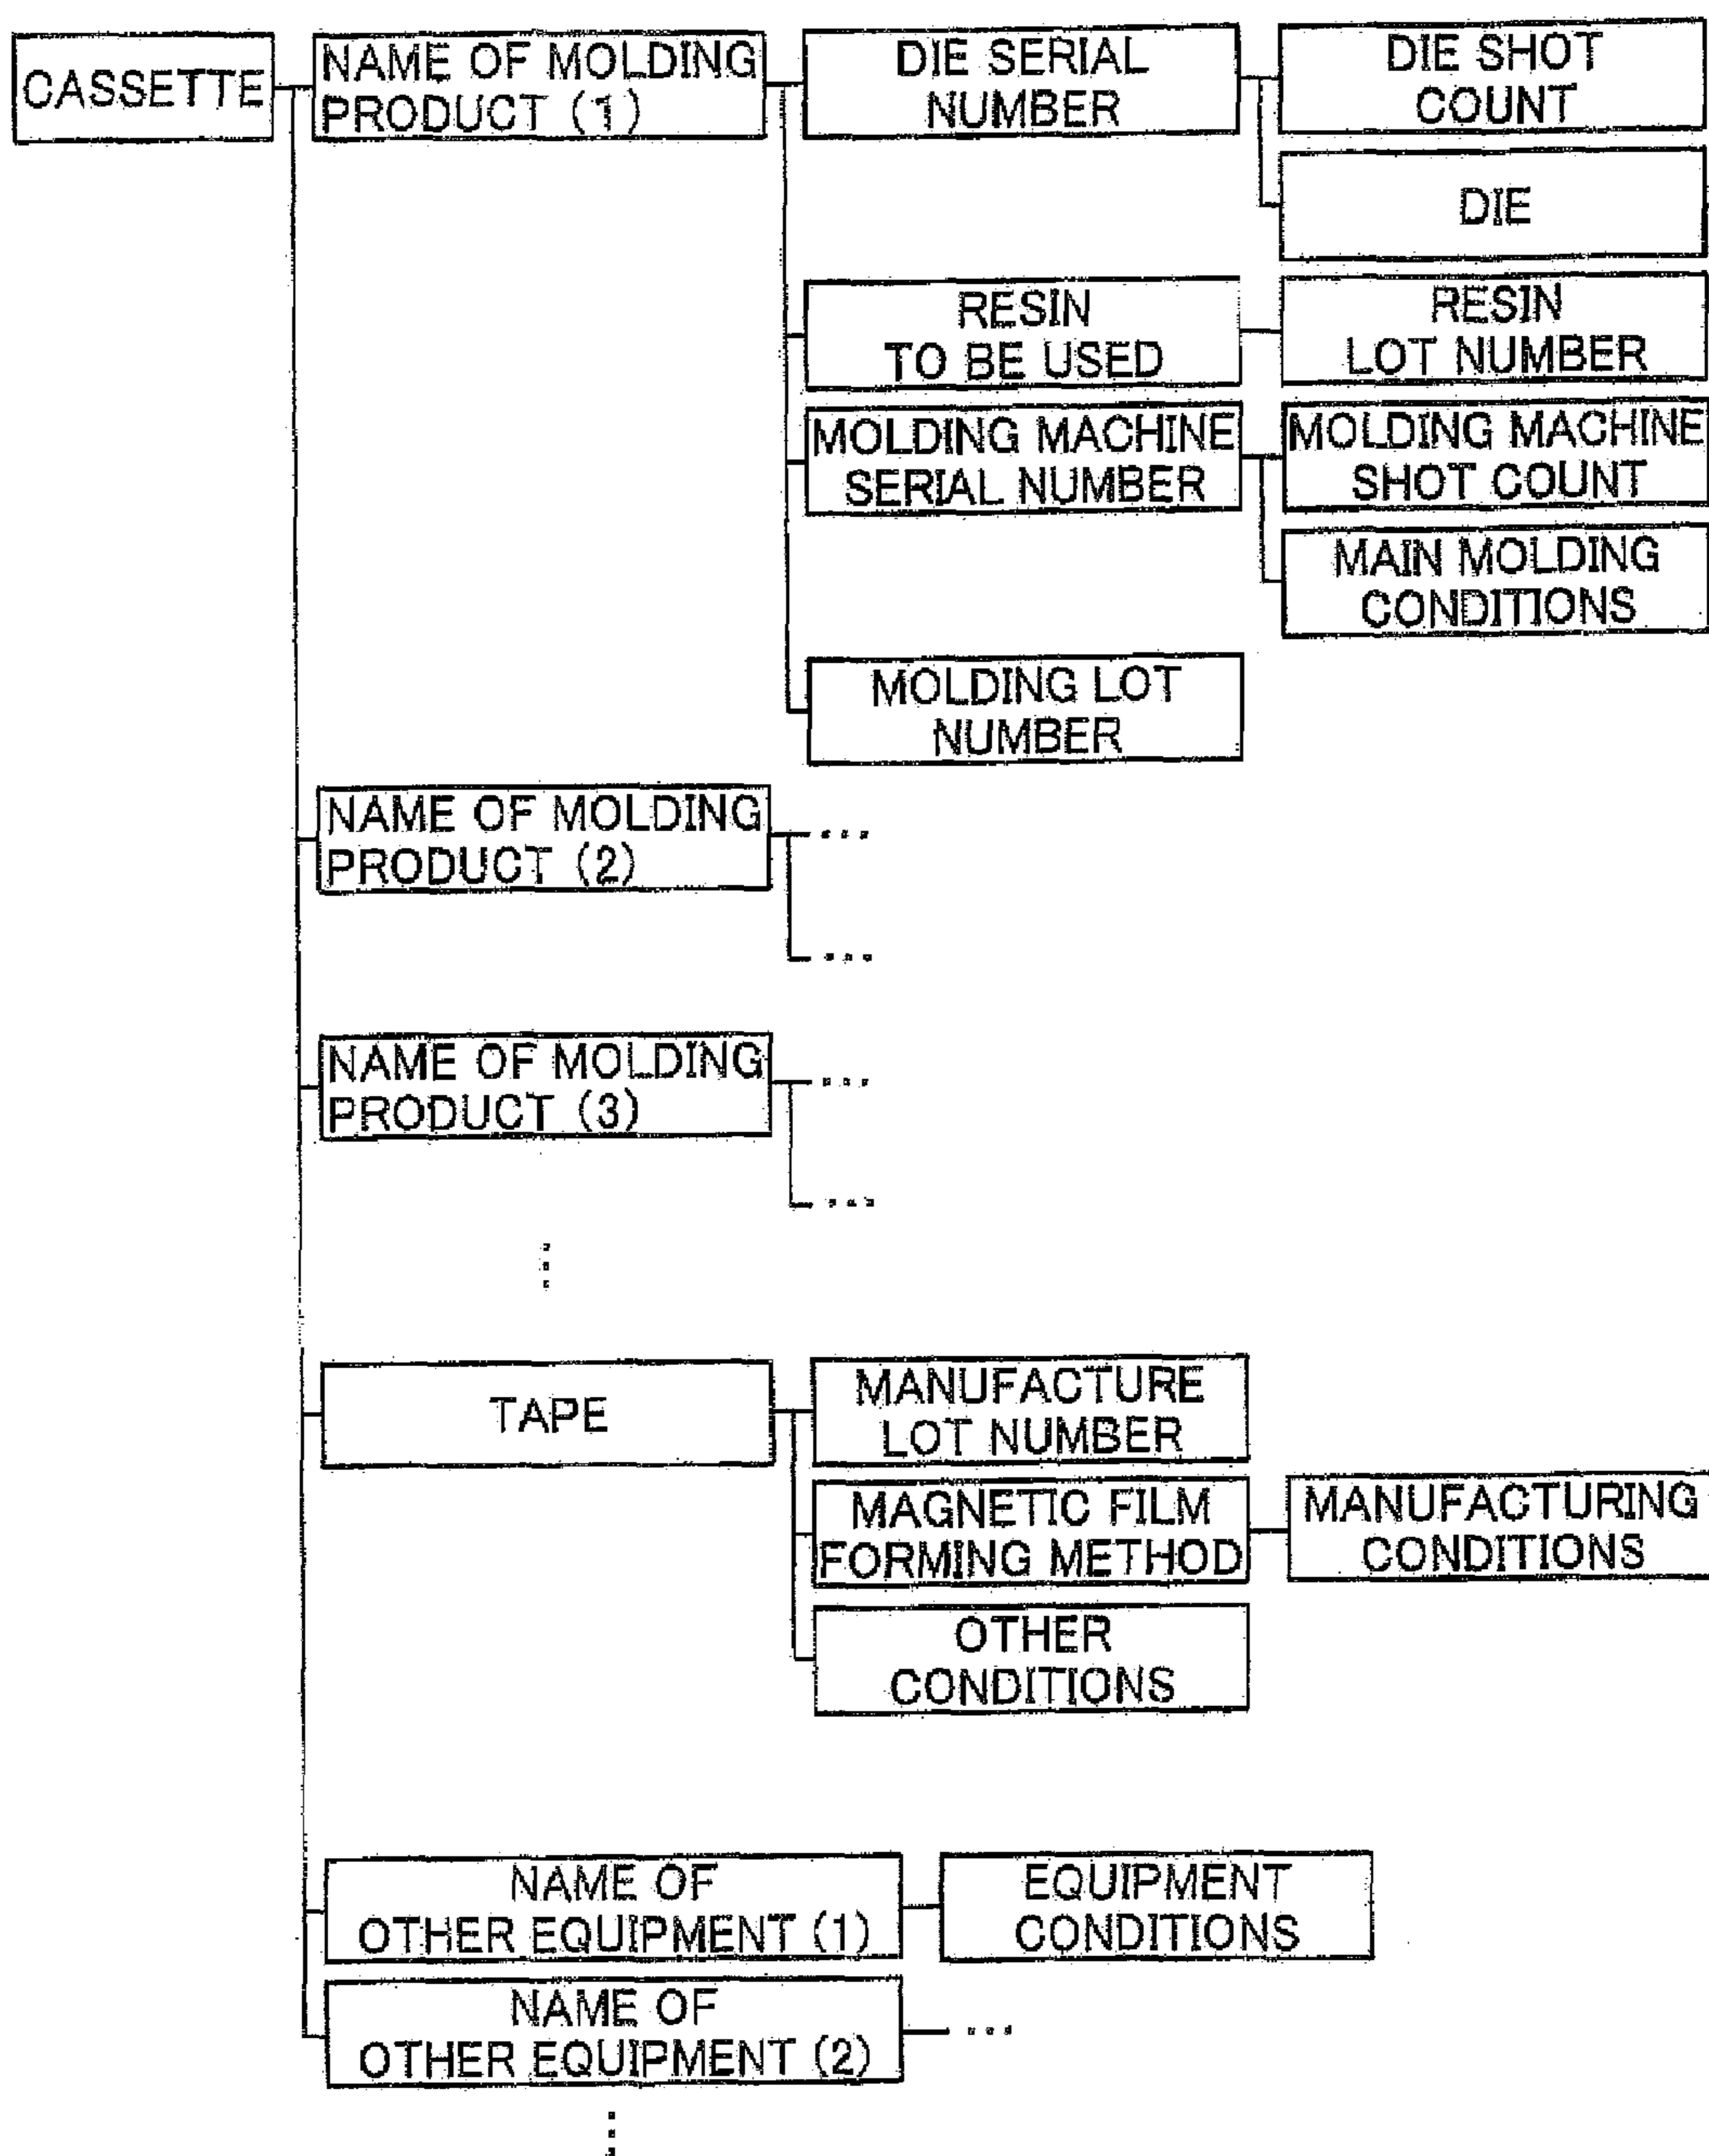 CASSETTE
NAME OF MOLDING
PRODUCT (1)
DIE SERIAL
NUMBER
DIE SHOT
COUNT
DIE
RESIN
TO BE USED
RESIN
LOT NUMBER
MOLDING MACHINE
SERIAL NUMBER
MOLDING MACHINE
SHOT COUNT
MAIN MOLDING
CONDITIONS
MOLDING LOT
NUMBER
NAME OF MOLDING
PRODUCT (2)
...
...
NAME OF MOLDING
PRODUCT (3)
...
...
TAPE
MANUFACTURE
LOT NUMBER
MAGNETIC FILM
FORMING METHOD
MANUFACTURING
CONDITIONS
OTHER
CONDITIONS
NAME OF
OTHER EQUIPMENT (1)
EQUIPMENT
CONDITIONS
NAME OF
OTHER EQUIPMENT (2)
...